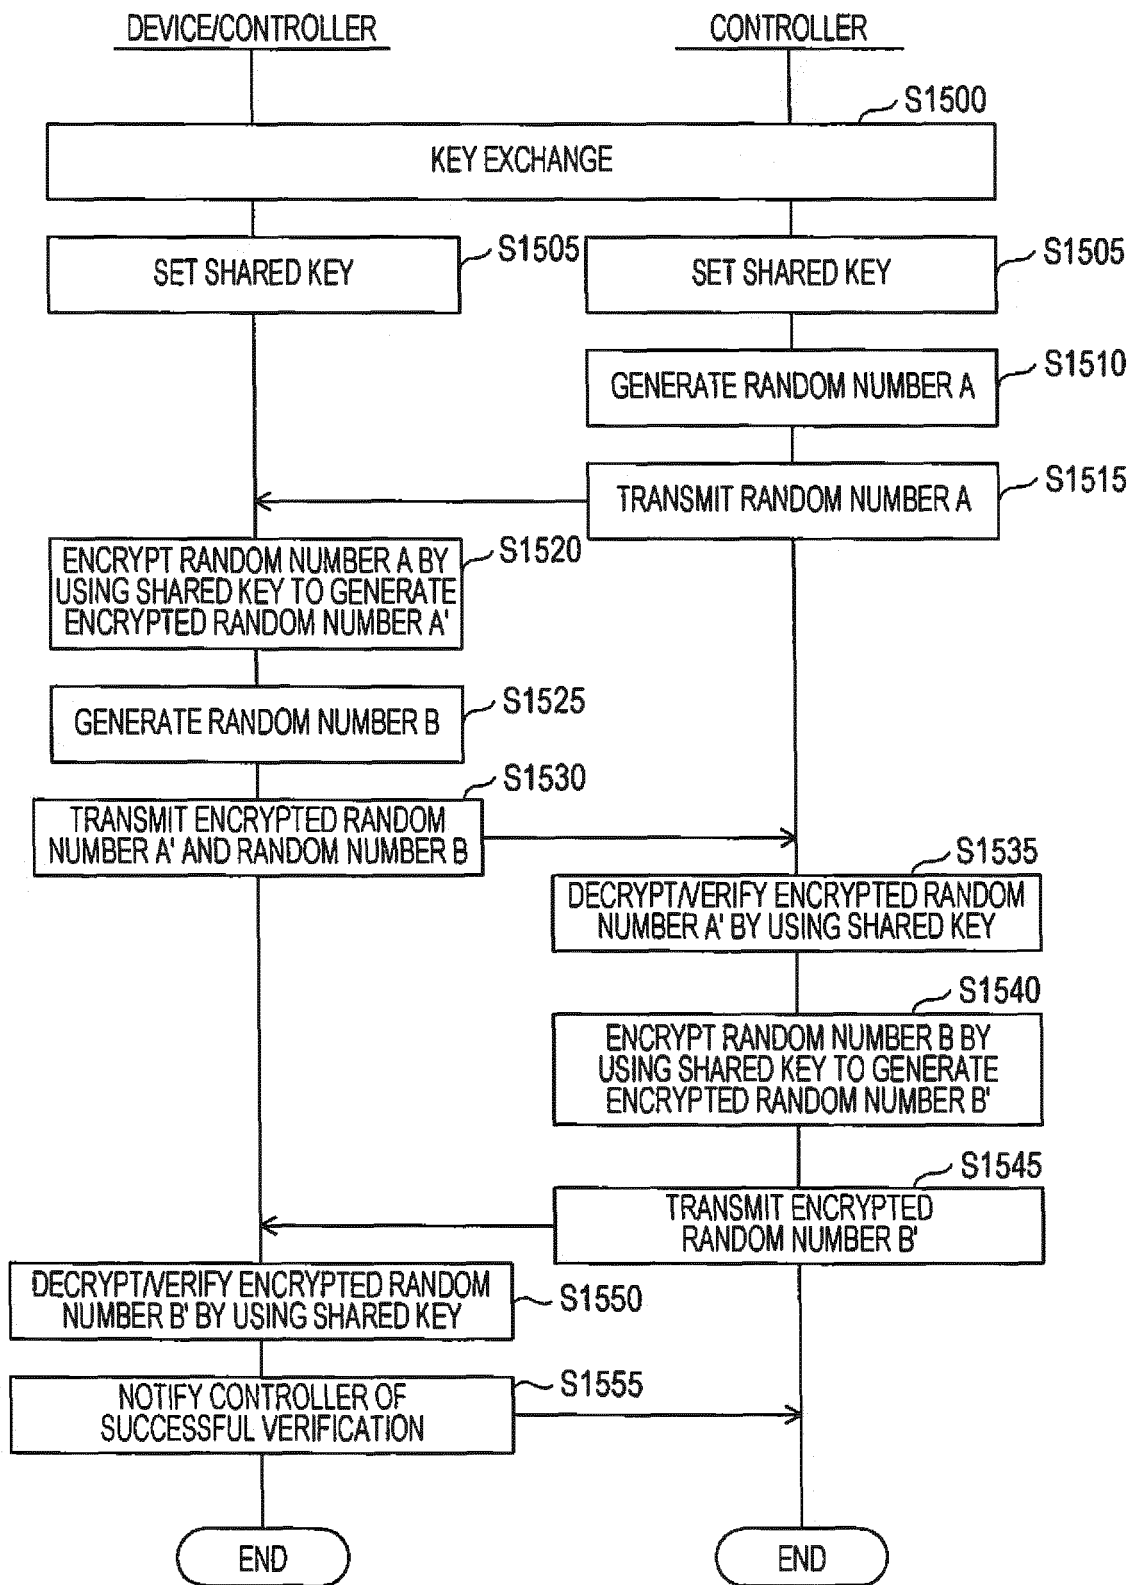 DEVICE/CONTROLLER
CONTROLLER
S1500
KEY EXCHANGE
S1505
SET SHARED KEY
S1505
SET SHARED KEY
S1510
GENERATE RANDOM NUMBER A
S1515
TRANSMIT RANDOM NUMBER A
S1520
ENCRYPT RANDOM NUMBER A BY
USING SHARED KEY TO GENERATE
ENCRYPTED RANDOM NUMBER A'
S1525
GENERATE RANDOM NUMBER B
S1530
TRANSMIT ENCRYPTED RANDOM
NUMBER A' AND RANDOM NUMBER B
S1535
DECRYPT/VERIFY ENCRYPTED RANDOM
NUMBER A' BY USING SHARED KEY
S1540
ENCRYPT RANDOM NUMBER B BY
USING SHARED KEY TO GENERATE
ENCRYPTED RANDOM NUMBER B'
S1545
TRANSMIT ENCRYPTED
RANDOM NUMBER B'
DECRYPT/VERIFY ENCRYPTED RANDOM
NUMBER B' BY USING SHARED KEY
S1550
NOTIFY CONTROLLER OF
SUCCESSFUL VERIFICATION
S1555
END
END